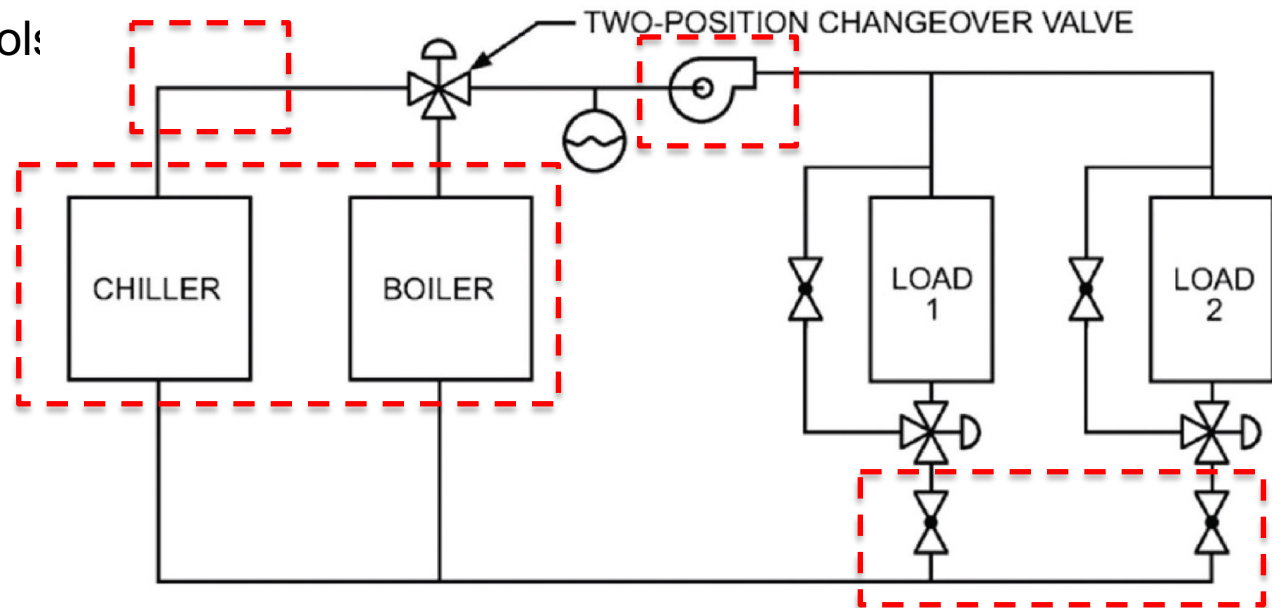 TWO-POSITION CHANGEOVER VALVE
CHILLER
BOILER
LOAD
1
LOAD
2